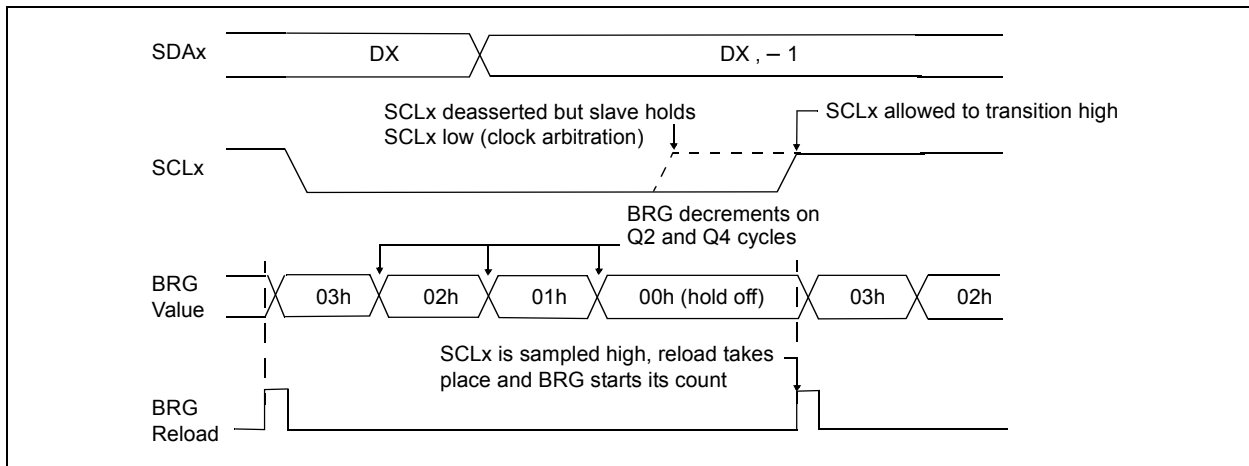 SDAx
DX
DX , – 1
SCLx deasserted but slave holds
SCLx low (clock arbitration)
SCLx allowed to transition high
SCLx
BRG decrements on
Q2 and Q4 cycles
BRG
Value
03h
02h
01h
00h (hold off)
03h
02h
SCLx is sampled high, reload takes
place and BRG starts its count
BRG
Reload